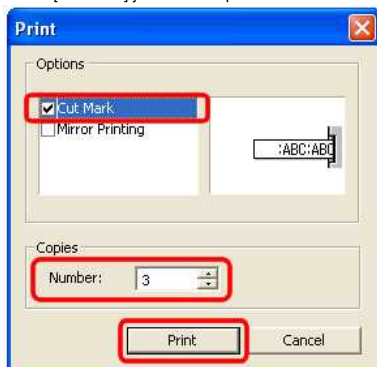 Print
Options
Cut Mark
Mirror Printing
:ABC:ABC
Copies
Number: 3
Print Cancel